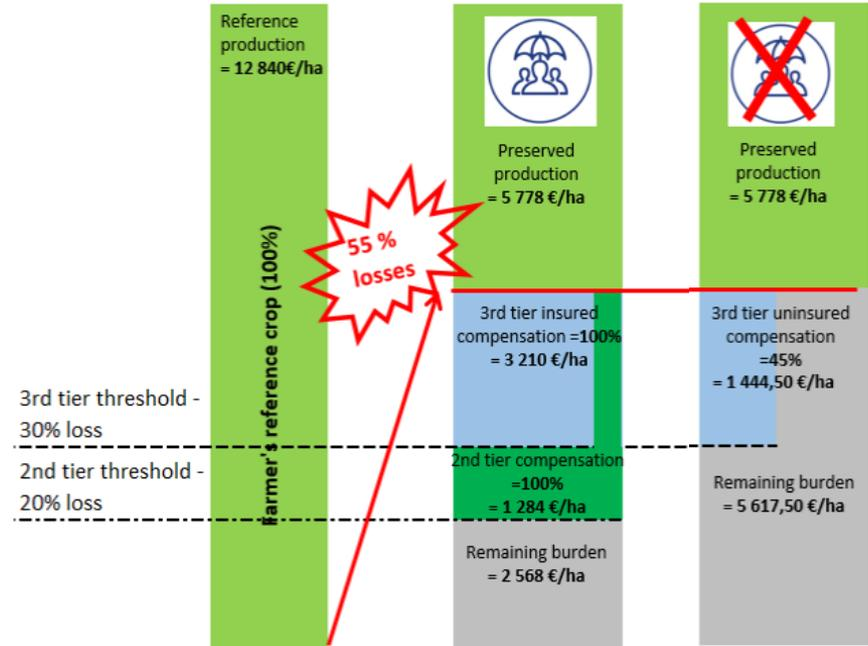 Reference
production
= 12 840€/ha
Farmer's reference crop (100%)
55 %
losses
3rd tier threshold -
30% loss
2nd tier threshold -
20% loss
Preserved
production
= 5 778 €/ha
3rd tier insured
compensation =100%
= 3 210 €/ha
2nd tier compensation
=100%
= 1 284 €/ha
Remaining burden
= 2 568 €/ha
Preserved
production
= 5 778 €/ha
3rd tier uninsured
compensation
=45%
= 1 444,50 €/ha
Remaining burden
= 5 617,50 €/ha